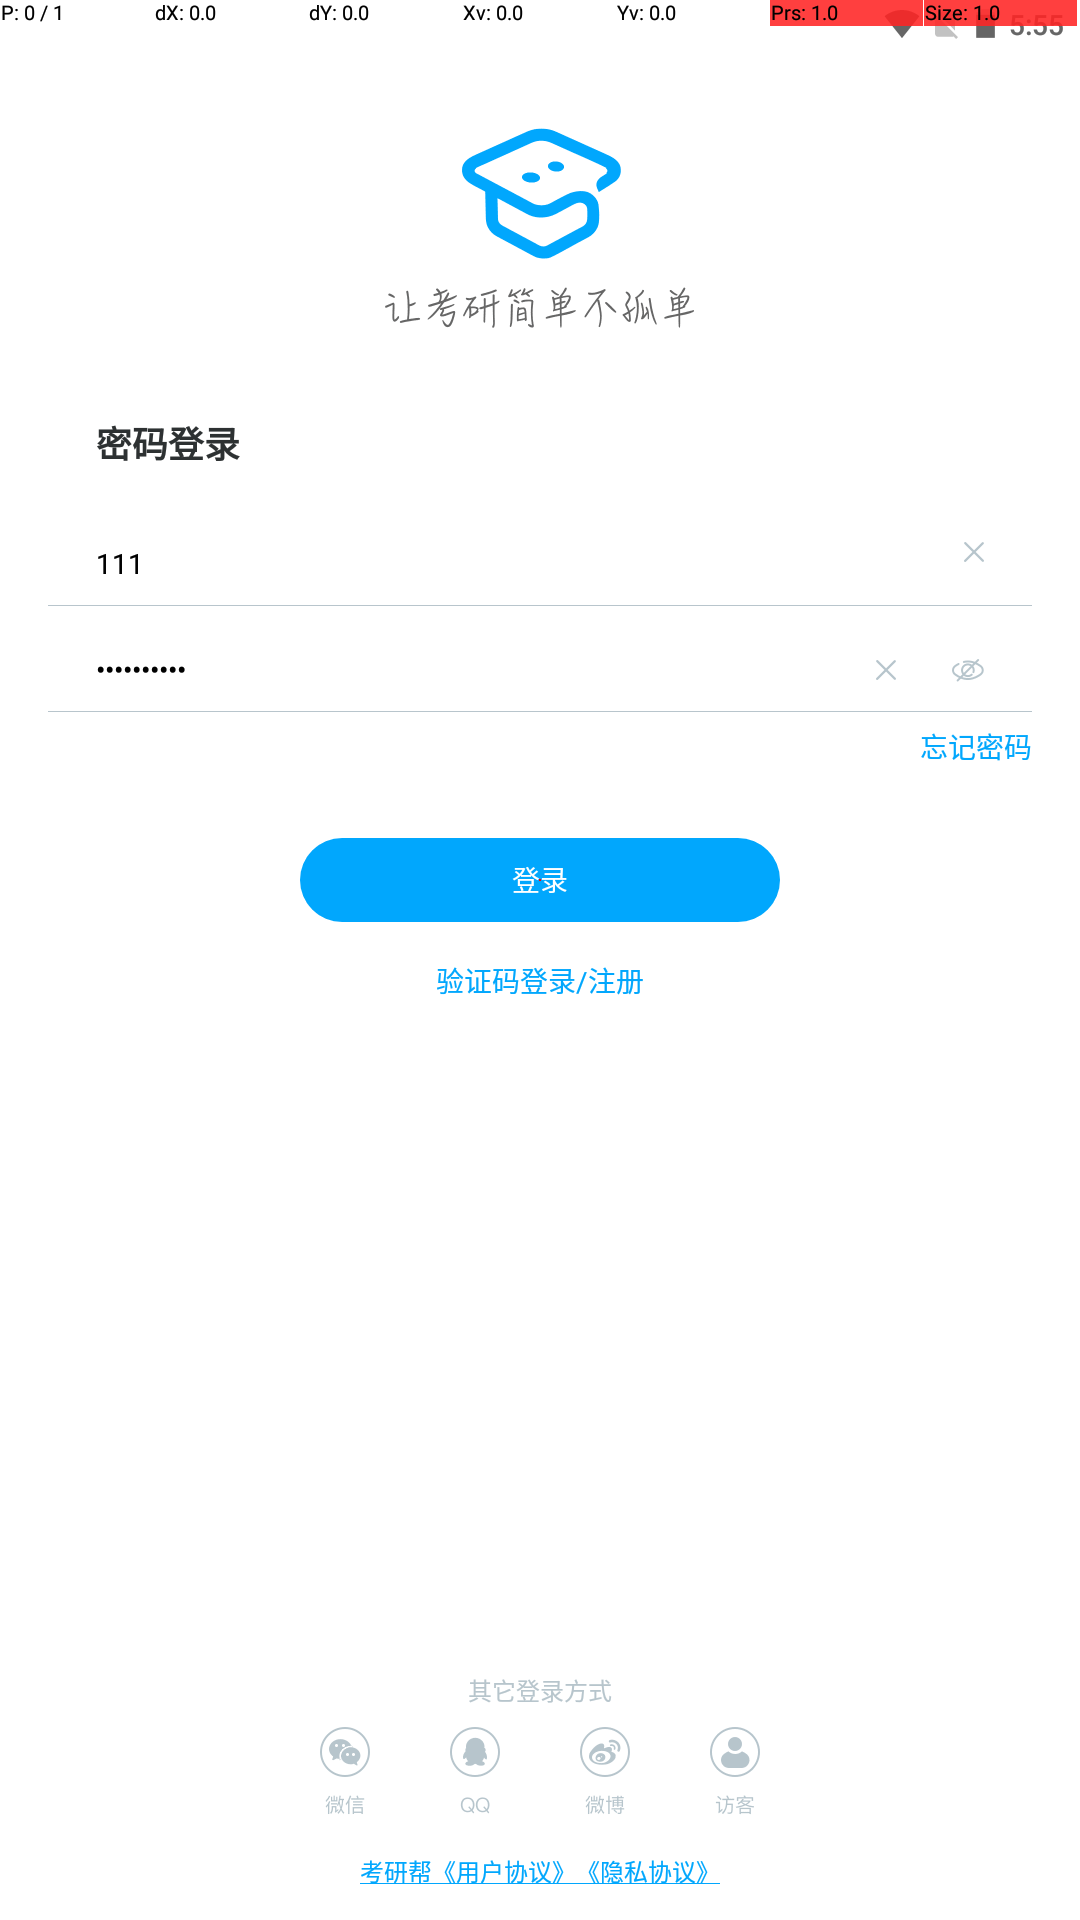 P: 0 / 1 dX: 0.0 dY: 0.0 Xv: 0.0 Yv: 0.0 Prs: 1.0 Size: 1.0
5:55
让考研简单不孤单
密码登录
111
••••••••••
忘记密码
登录
验证码登录/注册
其它登录方式
微信 QQ 微博 访客
考研帮《用户协议》《隐私协议》